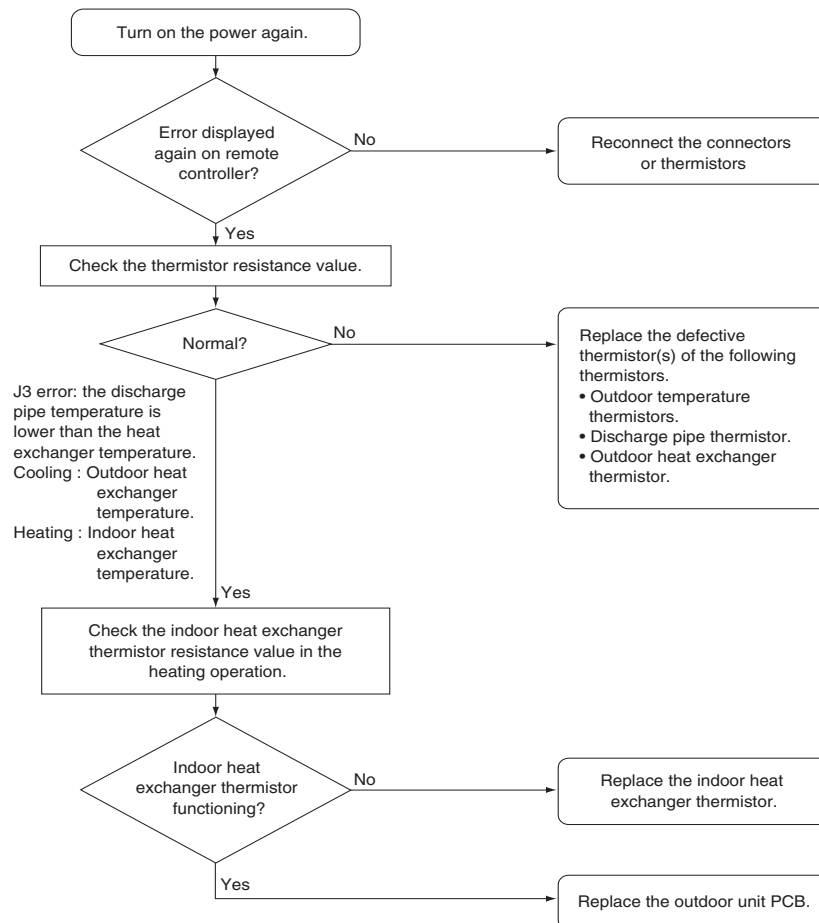 Turn on the power again.
Error displayed
again on remote
controller?
No
Reconnect the connectors
or thermistors
Yes
Check the thermistor resistance value.
Normal?
No
Replace the defective
thermistor(s) of the following
thermistors.
• Outdoor temperature
thermistors.
• Discharge pipe thermistor.
• Outdoor heat exchanger
thermistor.
J3 error: the discharge
pipe temperature is
lower than the heat
exchanger temperature.
Cooling : Outdoor heat
exchanger
temperature.
Heating : Indoor heat
exchanger
temperature.
Yes
Check the indoor heat exchanger
thermistor resistance value in the
heating operation.
Indoor heat
exchanger thermistor
functioning?
No
Replace the indoor heat
exchanger thermistor.
Yes
Replace the outdoor unit PCB.